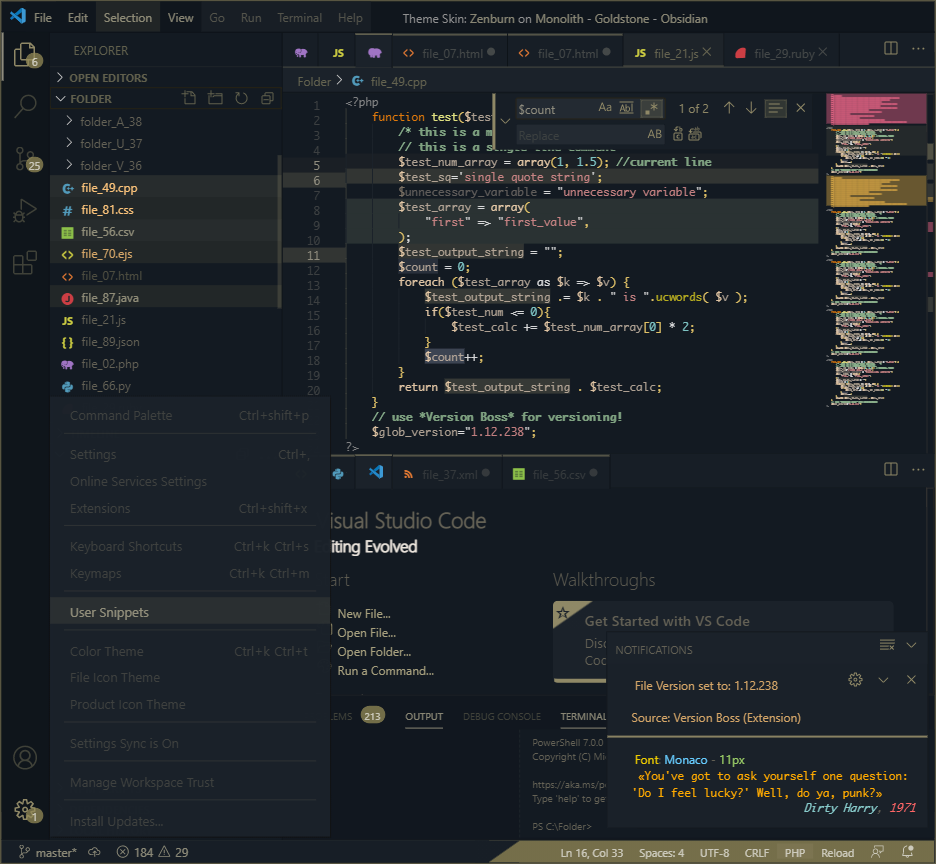 File Edit Selection View Go Run Terminal Help
Theme Skin: Zenburn on Monolith - Goldstone - Obsidian
6
25
1
EXPLORER
OPEN EDITORS
FOLDER
folder_A_38
folder_U_37
folder_V_36
file_49.cpp
file_81.css
file_56.csv
file_70.ejs
file_07.html
file_87.java
file_21.js
file_89.json
file_02.php
file_66.py
JS
file_07.html
file_07.html
JS file_21.js
file_29.ruby
Folder > file_49.cpp
$count Aa Ab .* 1 of 2
Replace AB
1 <?php
2 function test($tes
3 /* this is a m
4
5 $test_num_array = array(1, 1.5); //current line
6 $test_sq='single quote string';
7 $unnecessary_variable = "unnecessary variable";
8 $test_array = array(
9 "first" => "first_value",
10 );
11 $test_output_string = "";
12 $count = 0;
13 foreach ($test_array as $k => $v) {
14 $test_output_string .= $k . " is ".ucwords( $v );
15 if($test_num <= 0){
16 $test_calc += $test_num_array[0] * 2;
17 }
18 $count++;
19 }
20 return $test_output_string . $test_calc;
}
// use *Version Boss* for versioning!
$glob_version="1.12.238";
?>
Command Palette Ctrl+shift+p
Settings Ctrl+,
Online Services Settings
Extensions Ctrl+shift+x
Keyboard Shortcuts Ctrl+k Ctrl+s
Keymaps Ctrl+k Ctrl+m
User Snippets
Color Theme Ctrl+k Ctrl+t
File Icon Theme
Product Icon Theme
Settings Sync is On
Manage Workspace Trust
Install Updates...
file_37.xml
file_56.csv
isual Studio Code
iting Evolved
art
New File...
Open File...
Open Folder...
Run a Command...
Walkthroughs
Get Started with VS Code
Disc
Coc
LEMS 213 OUTPUT DEBUG CONSOLE TERMINAL
PowerShell 7.0.0
Copyright (C) Mi
https://aka.ms/p
Type 'help' to ge
PS C:\Folder>
NOTIFICATIONS
File Version set to: 1.12.238
Source: Version Boss (Extension)
Font: Monaco - 11px
«You've got to ask yourself one question:
'Do I feel lucky?' Well, do ya, punk?»
Dirty Harry, 1971
master* 184 29
Ln 16, Col 33 Spaces: 4 UTF-8 CRLF PHP Reload